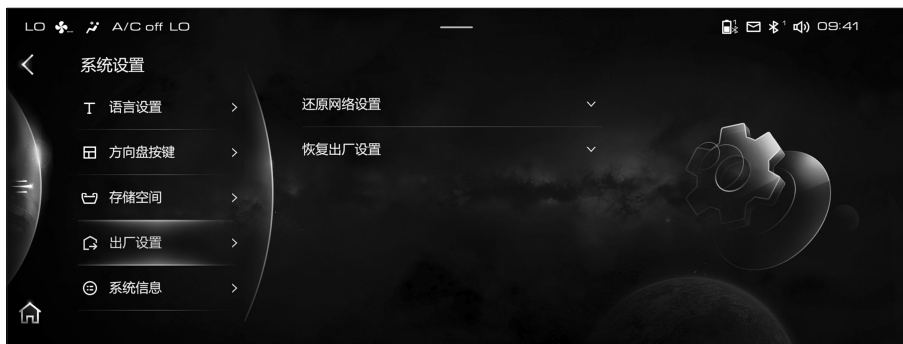 LO A/C off LO
1 1 09:41
系统设置
语言设置
方向盘按键
存储空间
出厂设置
系统信息
还原网络设置
恢复出厂设置